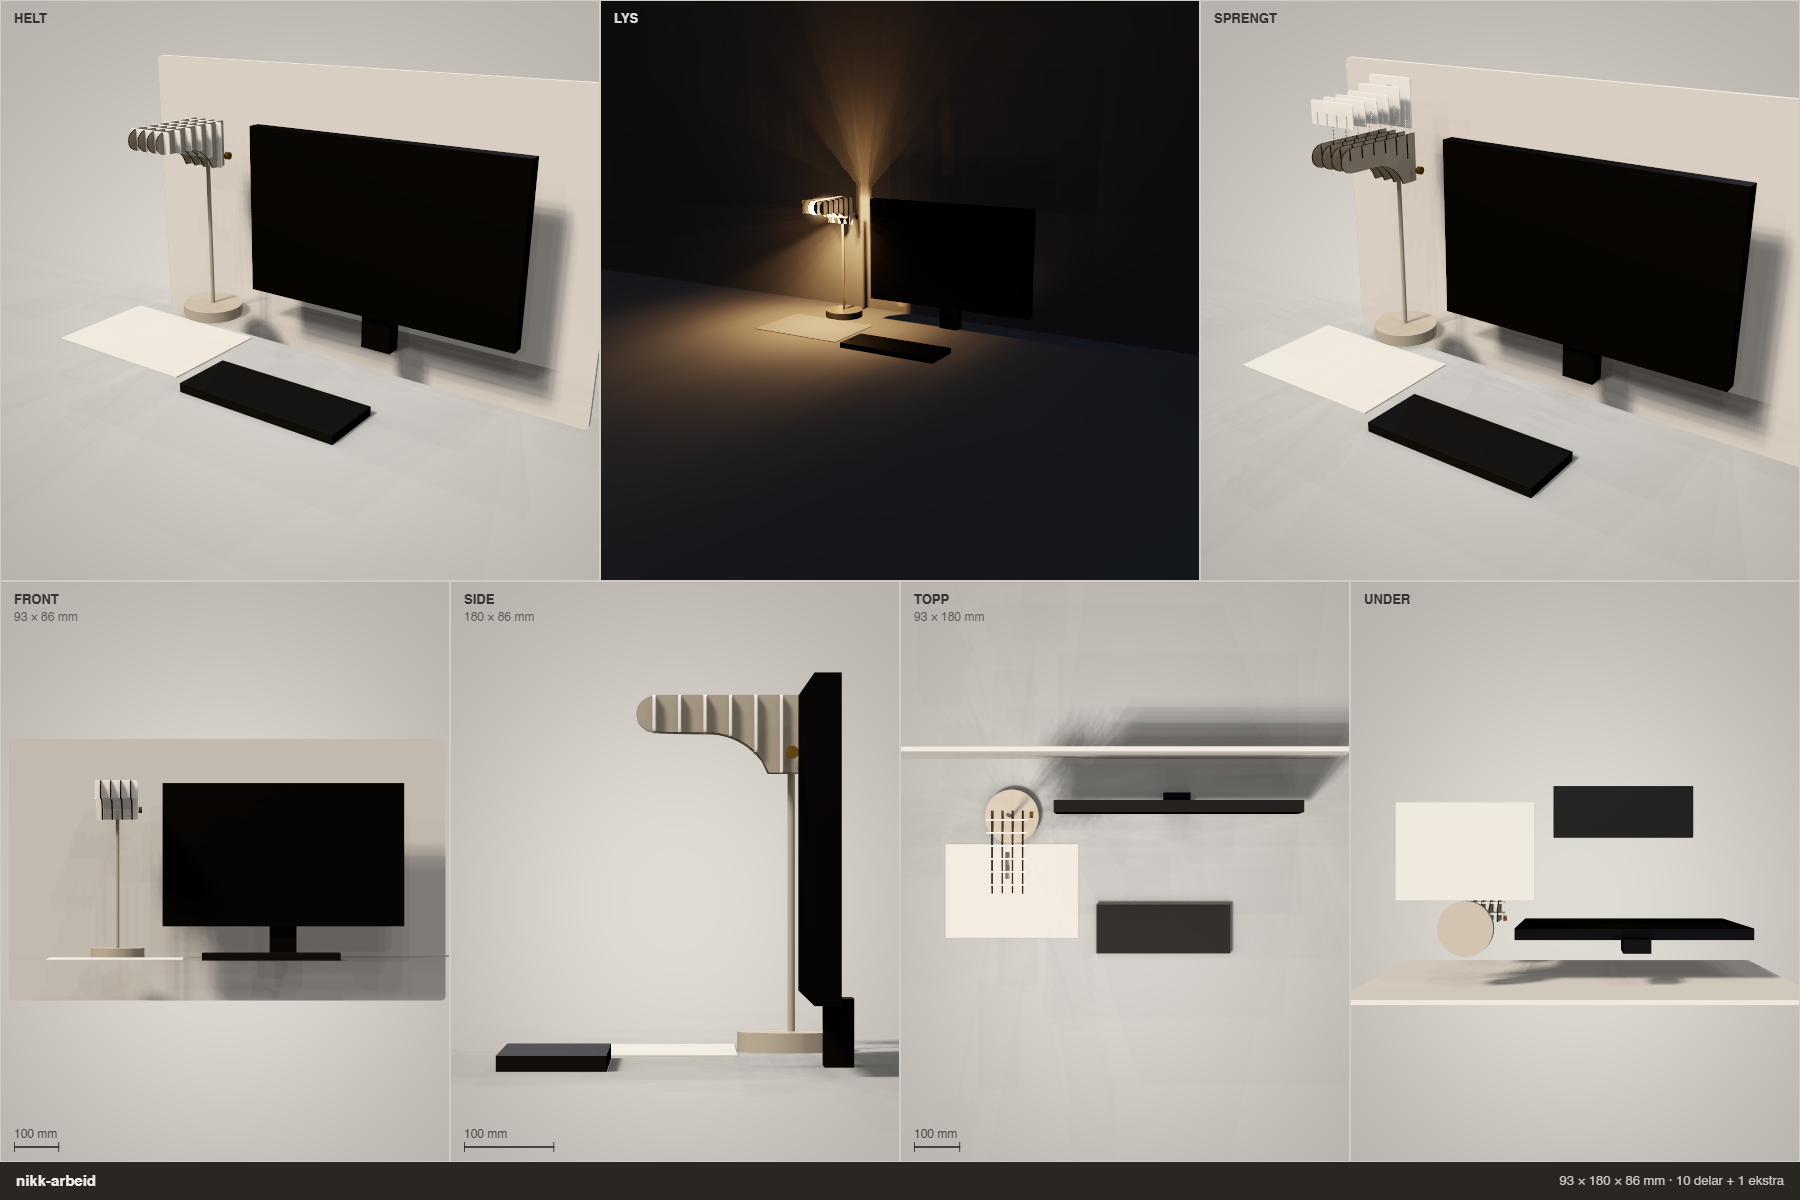 HELT
LYS
SPRENGT
FRONT
93 × 86 mm
SIDE
180 × 86 mm
TOPP
93 × 180 mm
UNDER
100 mm
100 mm
100 mm
nikk-arbeid
93 × 180 × 86 mm · 10 delar + 1 ekstra